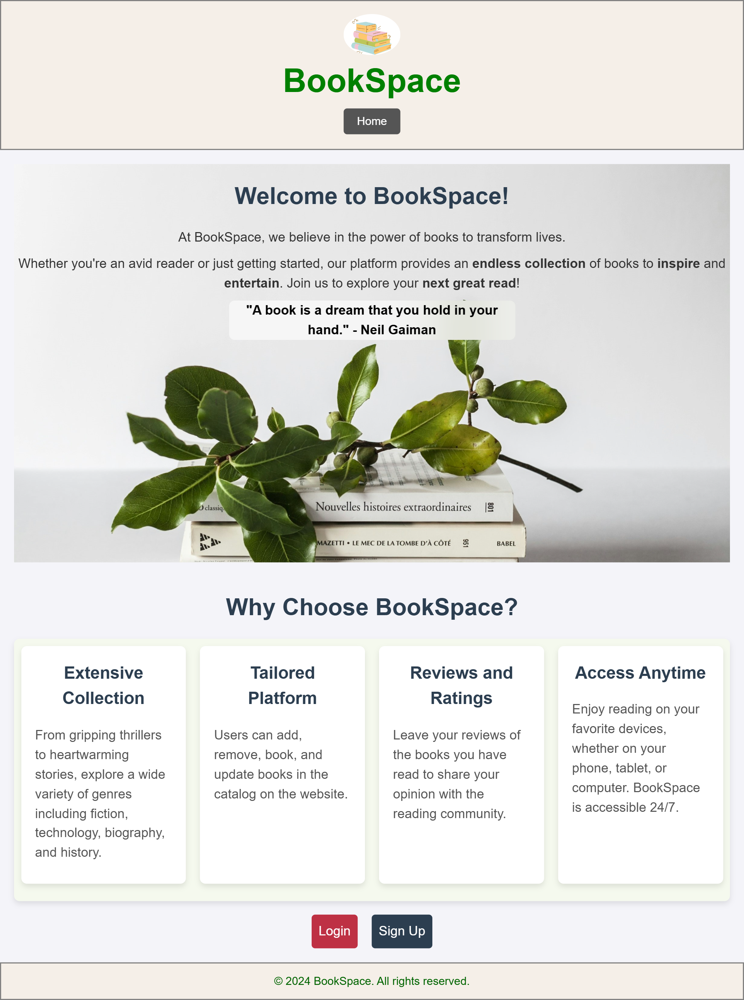 BookSpace
Home
Welcome to BookSpace!
At BookSpace, we believe in the power of books to transform lives.
Whether you're an avid reader or just getting started, our platform provides an endless collection of books to inspire and
entertain. Join us to explore your next great read!
"A book is a dream that you hold in your
hand." - Neil Gaiman
classiq
Nouvelles histoires extraordinaires
801
MAZETTI • LE MEC DE LA TOMBE D'À CÔTÉ
951
BABEL
Why Choose BookSpace?
Extensive
Collection
From gripping thrillers
to heartwarming
stories, explore a wide
variety of genres
including fiction,
technology, biography,
and history.
Tailored
Platform
Users can add,
remove, book, and
update books in the
catalog on the website.
Reviews and
Ratings
Leave your reviews of
the books you have
read to share your
opinion with the
reading community.
Access Anytime
Enjoy reading on your
favorite devices,
whether on your
phone, tablet, or
computer. BookSpace
is accessible 24/7.
Login
Sign Up
© 2024 BookSpace. All rights reserved.